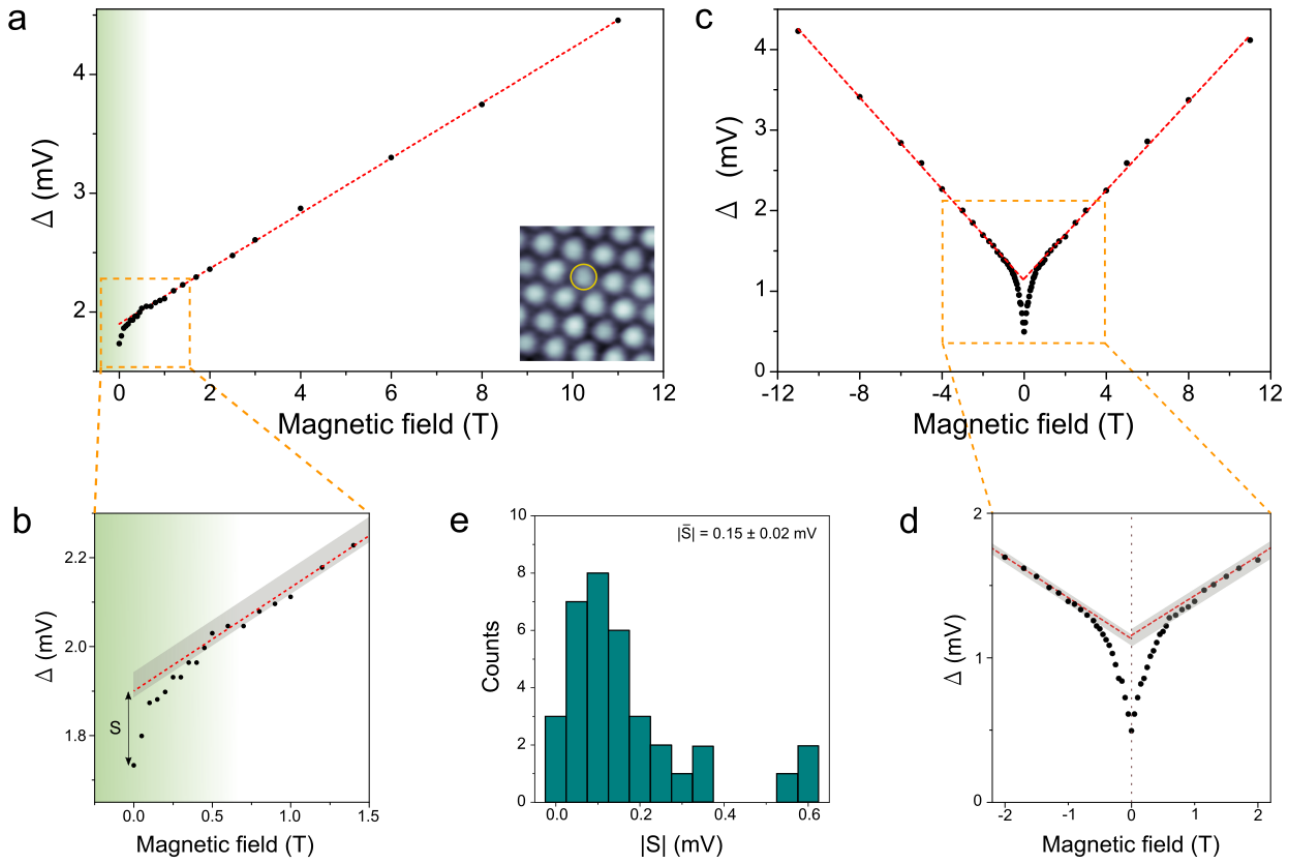 a
4
3
2
Δ (mV)
0
2
4
6
8
10
12
Magnetic field (T)
c
4
3
2
1
0
Δ (mV)
-12
-8
-4
0
4
8
12
Magnetic field (T)
b
2.2
2.0
1.8
Δ (mV)
S
0.0
0.5
1.0
1.5
Magnetic field (T)
e
10
8
6
4
2
0
Counts
|S̄| = 0.15 ± 0.02 mV
0.0
0.2
0.4
0.6
|S| (mV)
d
2
1
0
Δ (mV)
-2
-1
0
1
2
Magnetic field (T)